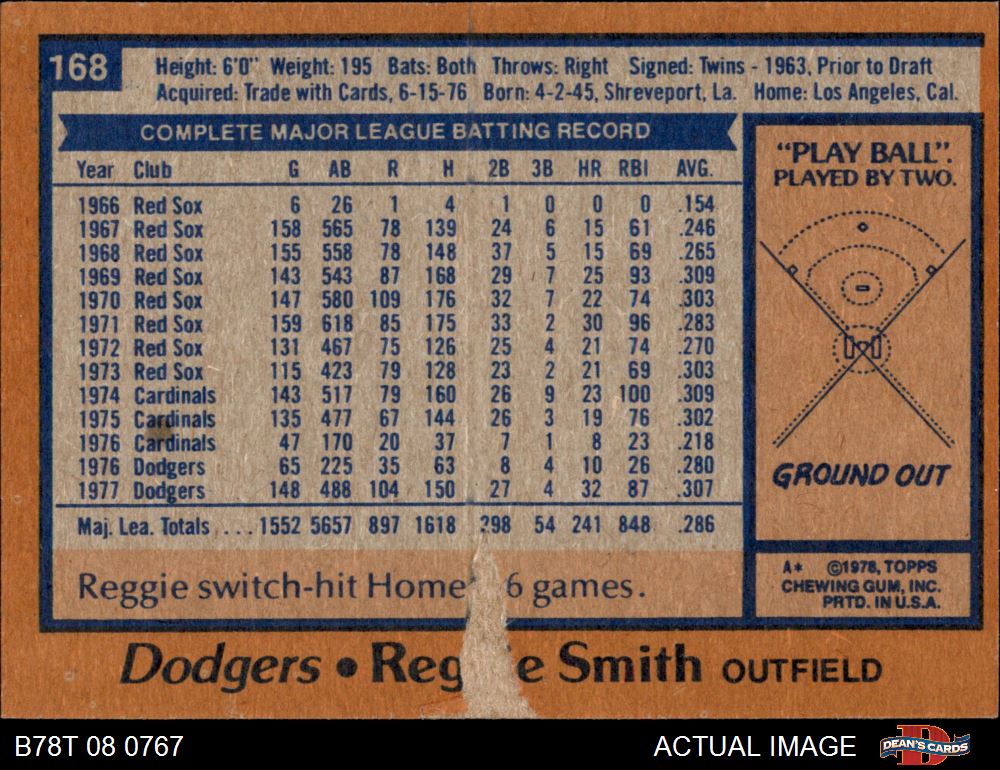 168
Height: 6'0" Weight: 195 Bats: Both Throws: Right Signed: Twins - 1963, Prior to Draft
Acquired: Trade with Cards, 6-15-76 Born: 4-2-45, Shreveport, La. Home: Los Angeles, Cal.
COMPLETE MAJOR LEAGUE BATTING RECORD
Year Club G AB R H 2B 3B HR RBI AVG.
1966 Red Sox 6 26 1 4 1 0 0 0 .154
1967 Red Sox 158 565 78 139 24 6 15 61 .246
1968 Red Sox 155 558 78 148 37 5 15 69 .265
1969 Red Sox 143 543 87 168 29 7 25 93 .309
1970 Red Sox 147 580 109 176 32 7 22 74 .303
1971 Red Sox 159 618 85 175 33 2 30 96 .283
1972 Red Sox 131 467 75 126 25 4 21 74 .270
1973 Red Sox 115 423 79 128 23 2 21 69 .303
1974 Cardinals 143 517 79 160 26 9 23 100 .309
1975 Cardinals 135 477 67 144 26 3 19 76 .302
1976 Cardinals 47 170 20 37 7 1 8 23 .218
1976 Dodgers 65 225 35 63 8 4 10 26 .280
1977 Dodgers 148 488 104 150 27 4 32 87 .307
Maj. Lea. Totals .... 1552 5657 897 1618 298 54 241 848 .286
Reggie switch-hit Home 6 games.
"PLAY BALL".
PLAYED BY TWO.
GROUND OUT
A* ©1978, TOPPS
CHEWING GUM, INC.
PRTD. IN U.S.A.
Dodgers • Reg e Smith OUTFIELD
B78T 08 0767 ACTUAL IMAGE DEAN'S CARDS